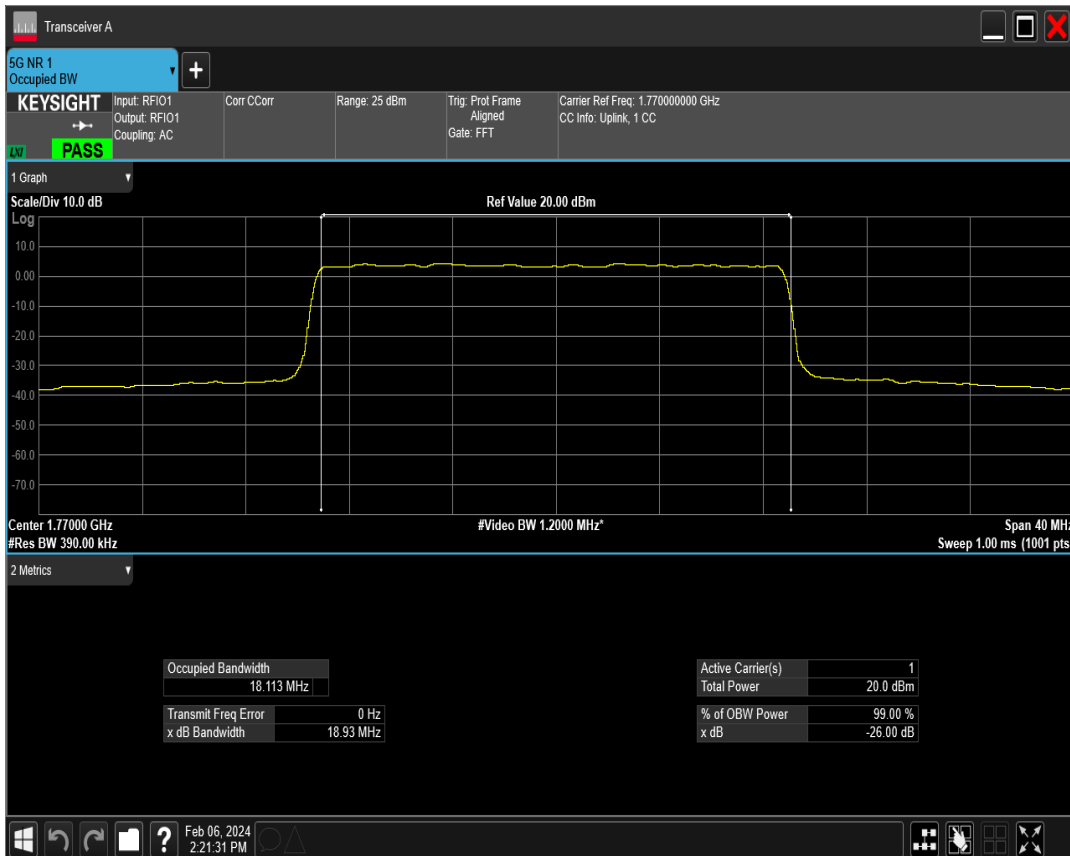 Transceiver A
5G NR 1
Occupied BW
KEYSIGHT
LXI
PASS
Input: RFIO1
Output: RFIO1
Coupling: AC
Corr CCorr
Range: 25 dBm
Trig: Prot Frame
Aligned
Gate: FFT
Carrier Ref Freq: 1.770000000 GHz
CC Info: Uplink, 1 CC
1 Graph
Scale/Div 10.0 dB
Ref Value 20.00 dBm
Log
10.0
0.00
-10.0
-20.0
-30.0
-40.0
-50.0
-60.0
-70.0
Center 1.77000 GHz
#Video BW 1.2000 MHz*
Span 40 MHz
#Res BW 390.00 kHz
Sweep 1.00 ms (1001 pts
2 Metrics
Occupied Bandwidth
18.113 MHz
Transmit Freq Error 0 Hz
x dB Bandwidth 18.93 MHz
Active Carrier(s) 1
Total Power 20.0 dBm
% of OBW Power 99.00 %
x dB -26.00 dB
?
Feb 06, 2024
2:21:31 PM